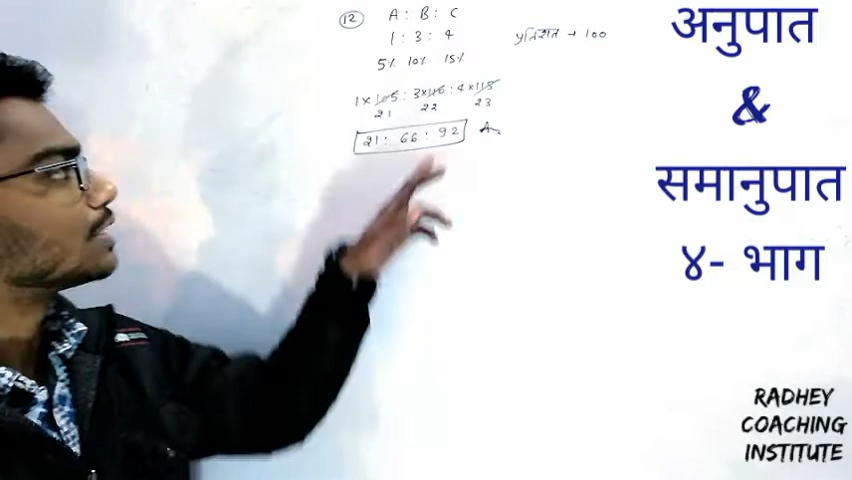 12 A : B : C
1 : 3 : 4 प्रतिशत → 100
5% 10% 15%
1 × 105 : 3 × 110 : 4 × 115
21 22 23
21 : 66 : 92 Ans
अनुपात
&
समानुपात
४- भाग
RADHEY
COACHING
INSTITUTE